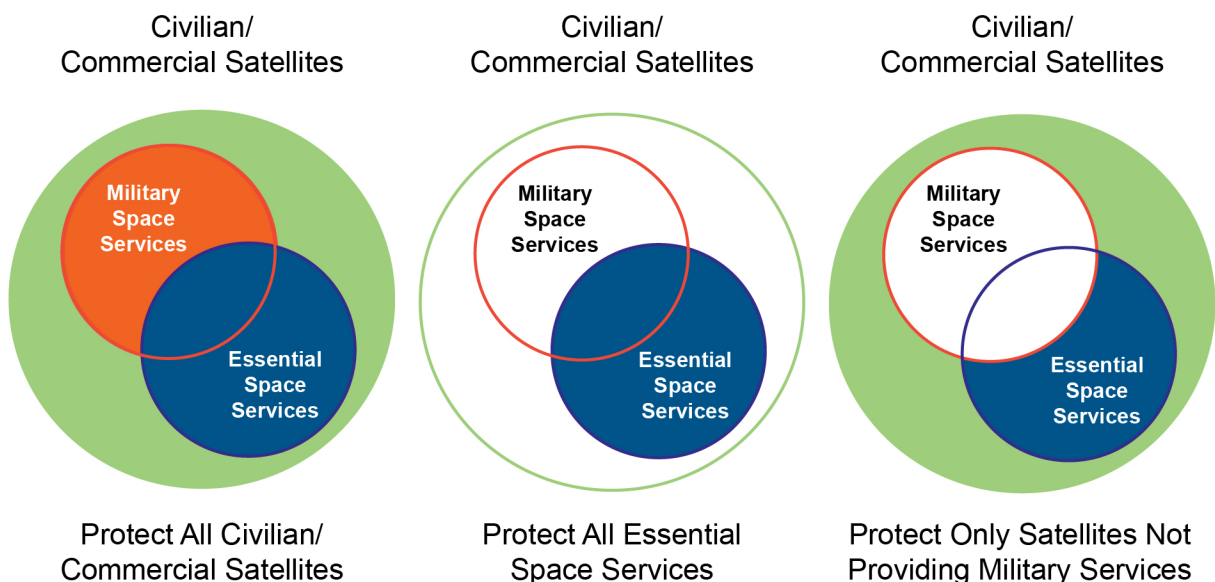 Civilian/
Commercial Satellites
Military
Space
Services
Essential
Space
Services
Protect All Civilian/
Commercial Satellites
Civilian/
Commercial Satellites
Military
Space
Services
Essential
Space
Services
Protect All Essential
Space Services
Civilian/
Commercial Satellites
Military
Space
Services
Essential
Space
Services
Protect Only Satellites Not
Providing Military Services